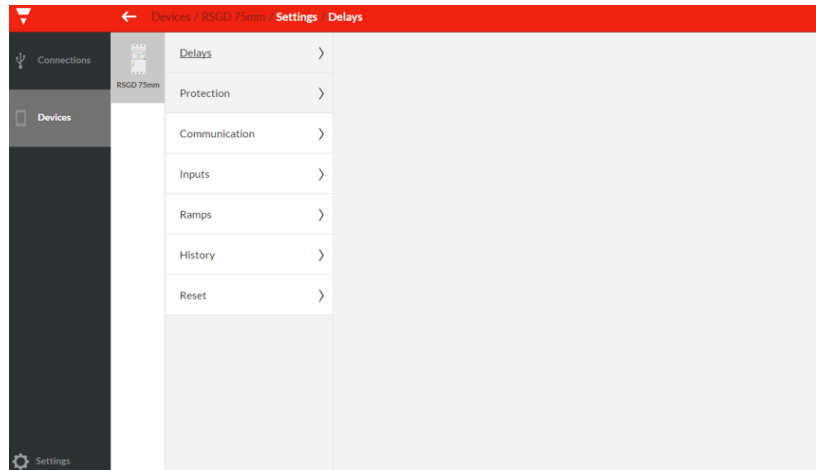 Devices / RSGD 75mm / Settings / Delays
Connections
Devices
Settings
RSGD 75mm
Delays
Protection
Communication
Inputs
Ramps
History
Reset